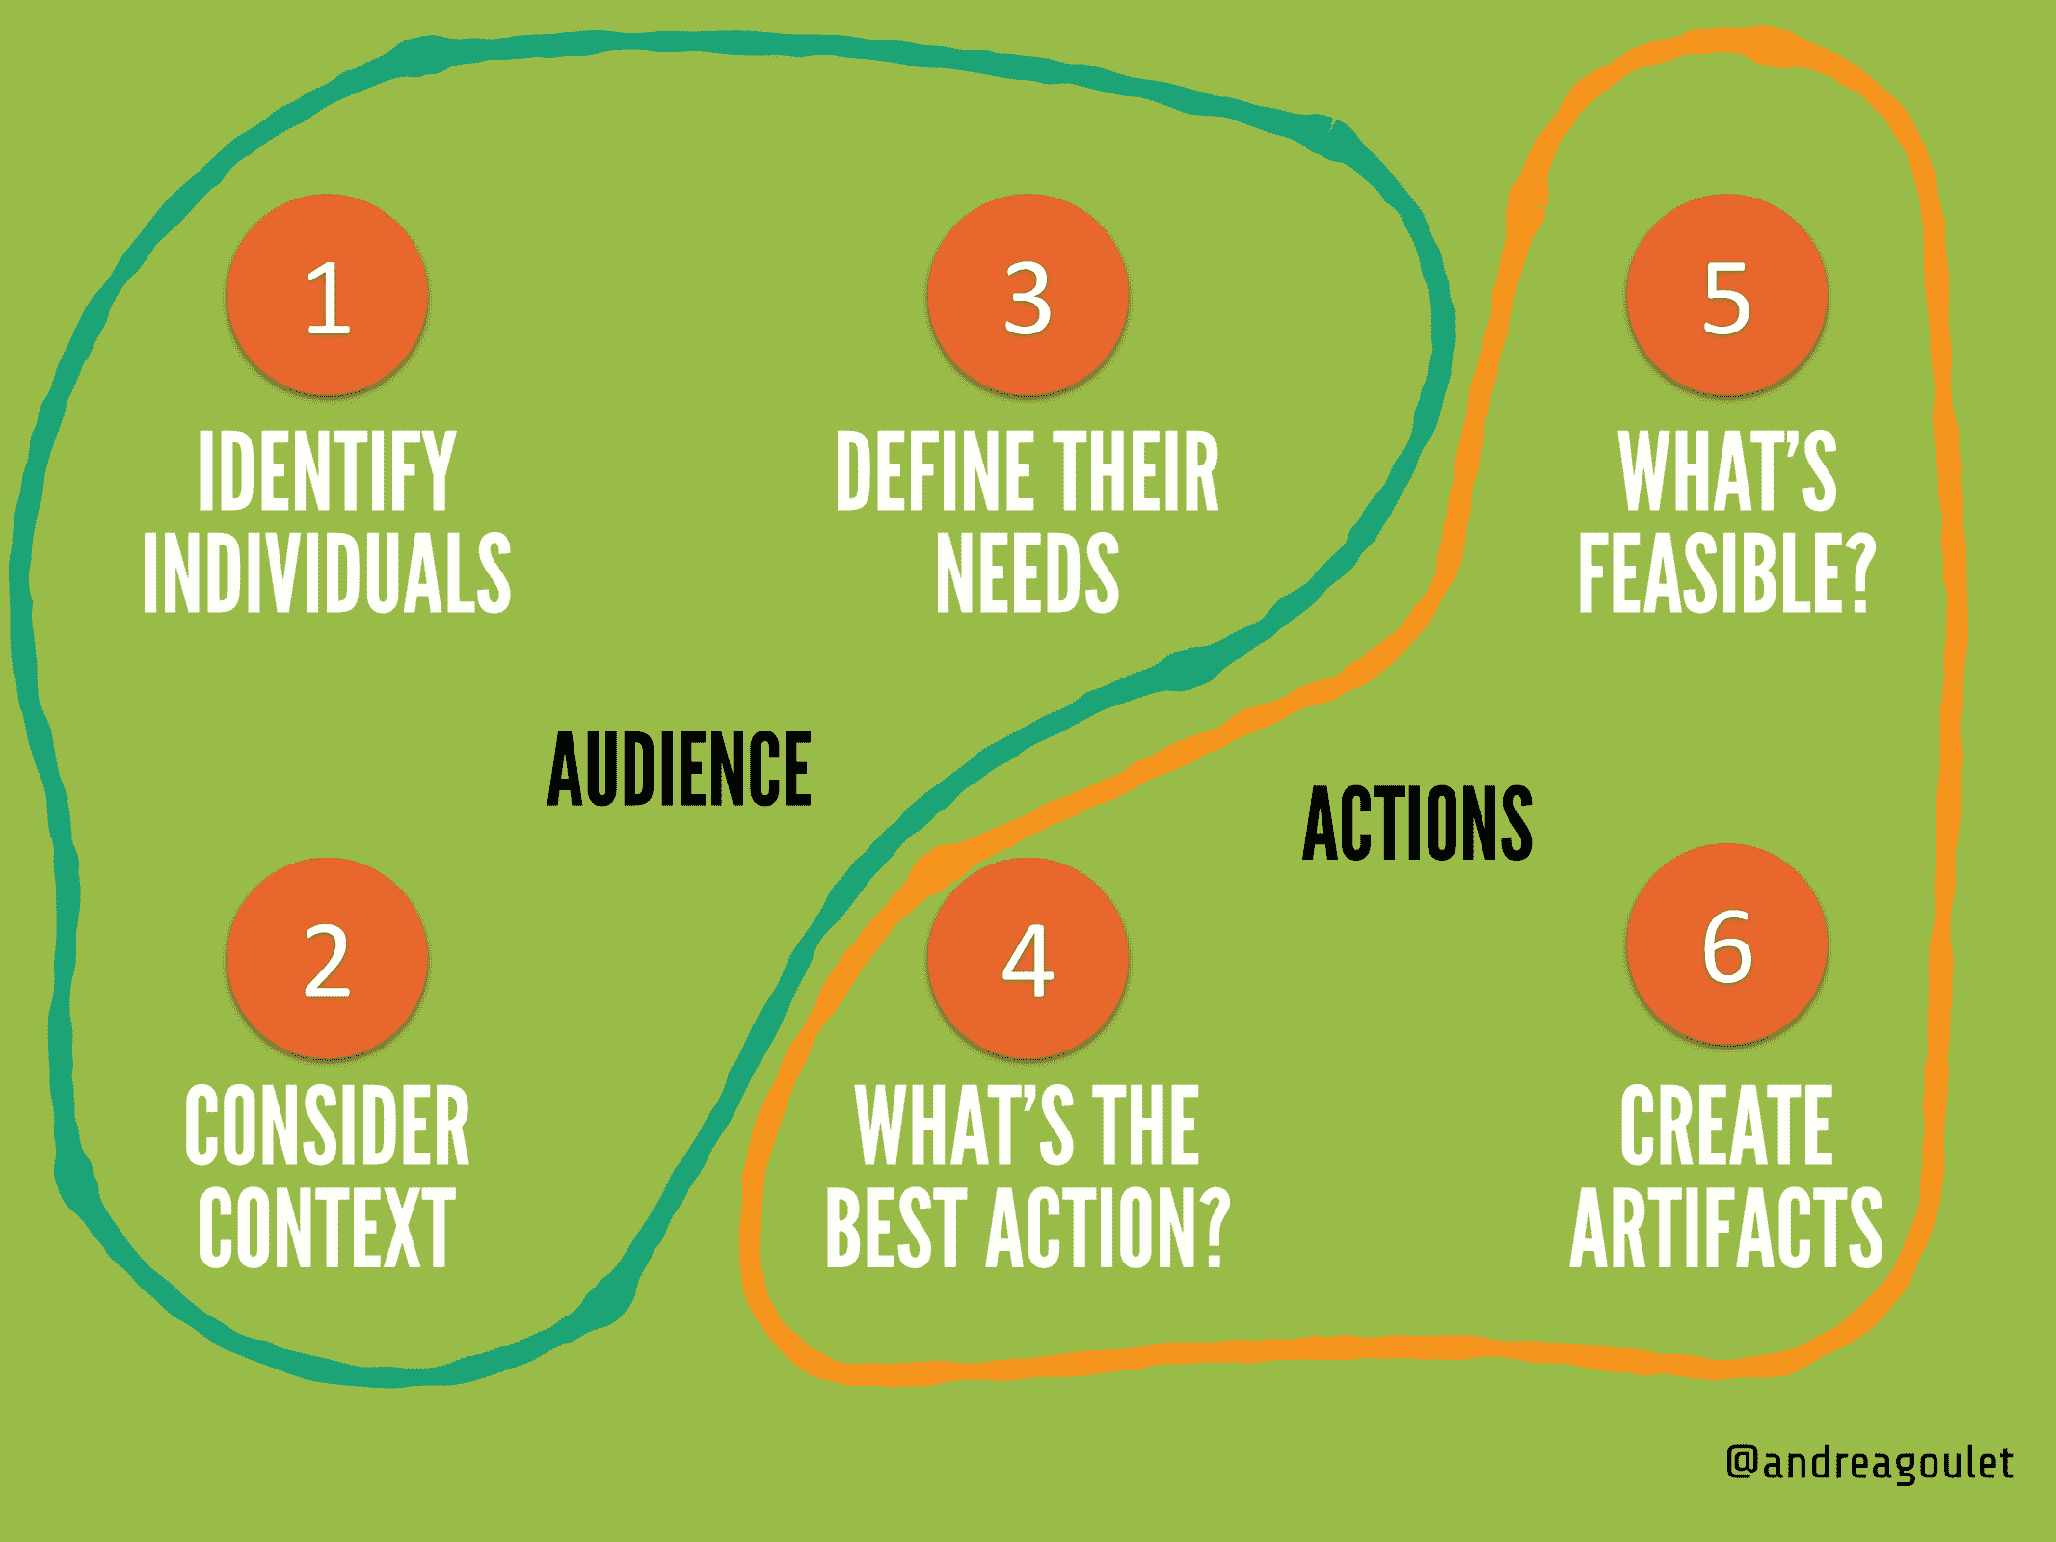 1
IDENTIFY
INDIVIDUALS
2
CONSIDER
CONTEXT
3
DEFINE THEIR
NEEDS
AUDIENCE
4
WHAT'S THE
BEST ACTION?
5
WHAT'S
FEASIBLE?
6
CREATE
ARTIFACTS
ACTIONS
@andreagoulet